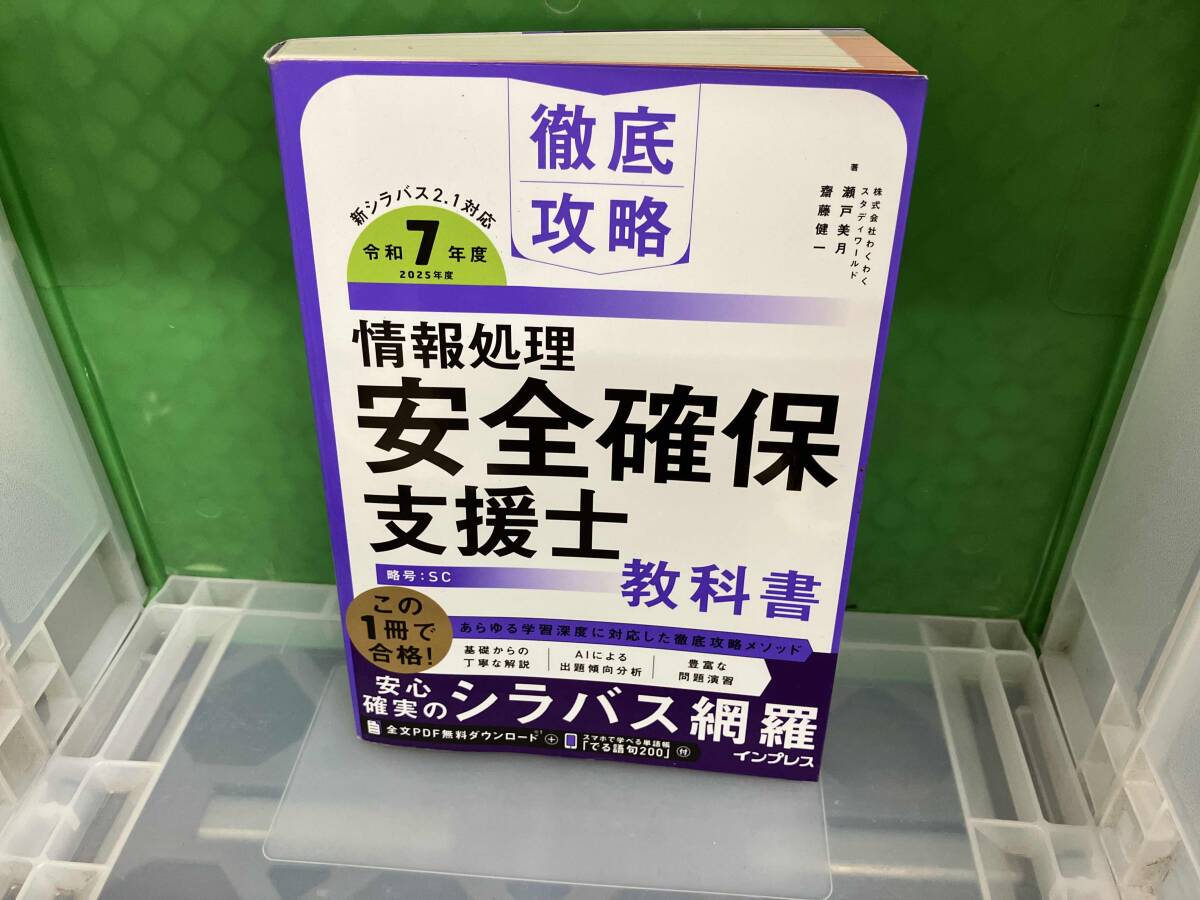 徹底
攻略
新シラバス2.1対応
令和7年度
2025年度
著
株式会社わくわく
スタディワールド
瀬戸美月
齋藤健一
情報処理
安全確保
支援士
略号：SC
教科書
この
1冊で
合格！
あらゆる学習深度に対応した徹底攻略メソッド
基礎からの
丁寧な解説
AIによる
出題傾向分析
豊富な
問題演習
安心
確実の
シラバス網羅
全文PDF無料ダウンロード
+
スマホで学べる単語帳
「でる語句200」
付
インプレス